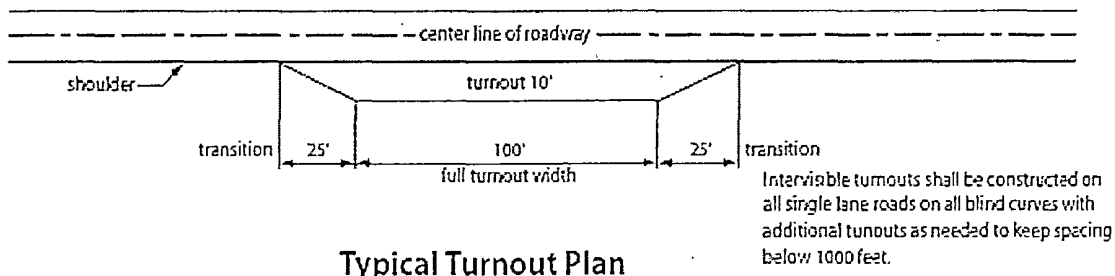 center line of roadway
shoulder
turnout 10'
transition 25' 100' 25' transition
full turnout width
Intervisible turnouts shall be constructed on
all single lane roads on all blind curves with
additional tunouts as needed to keep spacing
below 1000 feet.
Typical Turnout Plan